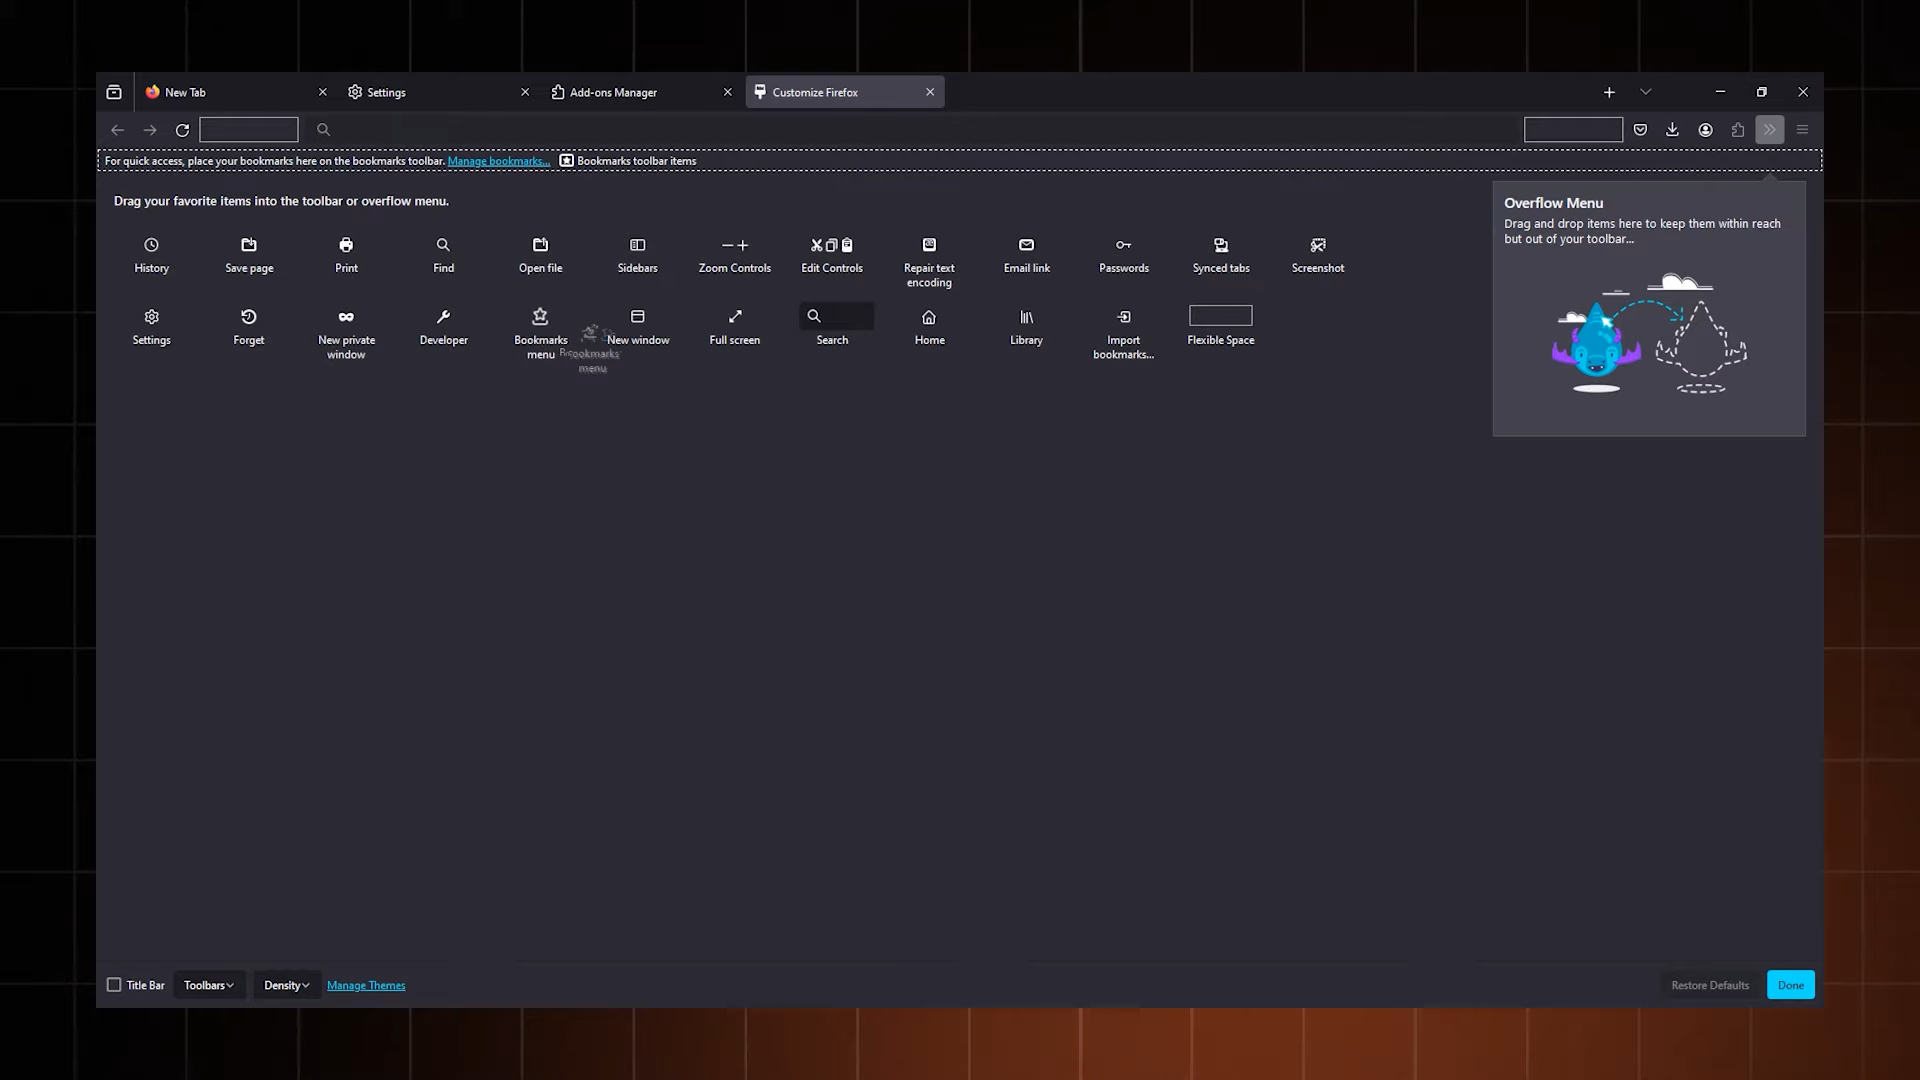 New Tab
Settings
Add-ons Manager
Customize Firefox
For quick access, place your bookmarks here on the bookmarks toolbar. Manage bookmarks... Bookmarks toolbar items
Drag your favorite items into the toolbar or overflow menu.
Overflow Menu
Drag and drop items here to keep them within reach
but out of your toolbar...
History
Save page
Print
Find
Open file
Sidebars
Zoom Controls
Edit Controls
Repair text
encoding
Email link
Passwords
Synced tabs
Screenshot
Settings
Forget
New private
window
Developer
Bookmarks
menu
Bookmarks
menu
New window
Full screen
Search
Home
Library
Import
bookmarks...
Flexible Space
Title Bar
Toolbars
Density
Manage Themes
Restore Defaults
Done